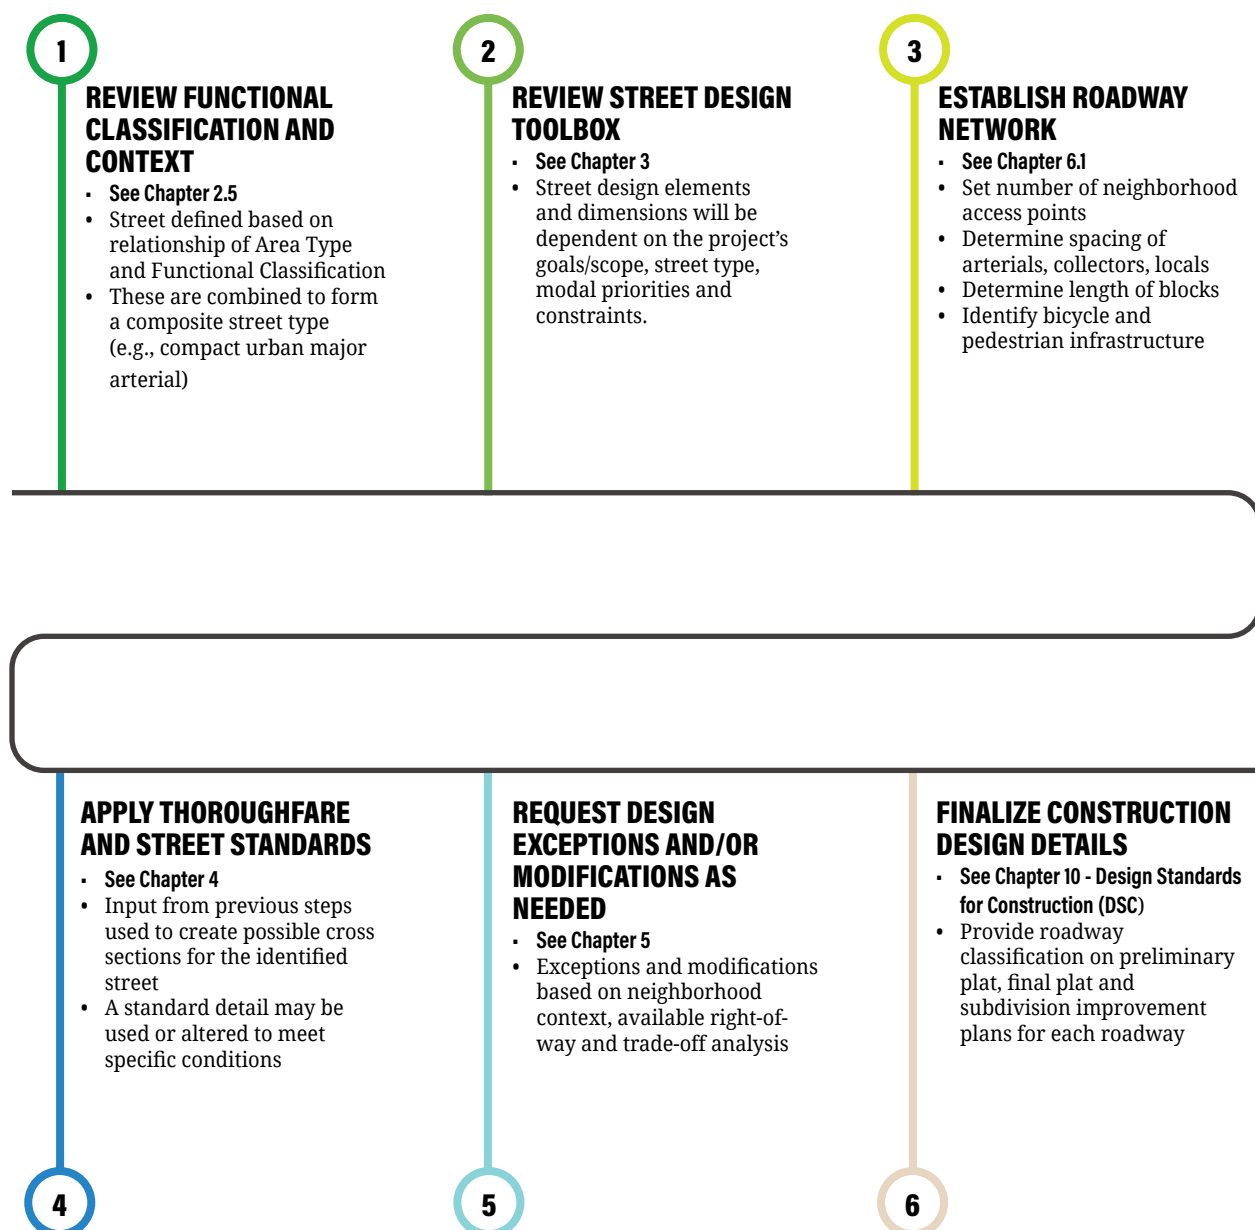 1
REVIEW FUNCTIONAL
CLASSIFICATION AND
CONTEXT
▪ See Chapter 2.5
• Street defined based on
relationship of Area Type
and Functional Classification
• These are combined to form
a composite street type
(e.g., compact urban major
arterial)
2
REVIEW STREET DESIGN
TOOLBOX
▪ See Chapter 3
• Street design elements
and dimensions will be
dependent on the project’s
goals/scope, street type,
modal priorities and
constraints.
3
ESTABLISH ROADWAY
NETWORK
▪ See Chapter 6.1
• Set number of neighborhood
access points
• Determine spacing of
arterials, collectors, locals
• Determine length of blocks
• Identify bicycle and
pedestrian infrastructure
APPLY THOROUGHFARE
AND STREET STANDARDS
▪ See Chapter 4
• Input from previous steps
used to create possible cross
sections for the identified
street
• A standard detail may be
used or altered to meet
specific conditions
4
REQUEST DESIGN
EXCEPTIONS AND/OR
MODIFICATIONS AS
NEEDED
▪ See Chapter 5
• Exceptions and modifications
based on neighborhood
context, available right-of-
way and trade-off analysis
5
FINALIZE CONSTRUCTION
DESIGN DETAILS
▪ See Chapter 10 - Design Standards
for Construction (DSC)
• Provide roadway
classification on preliminary
plat, final plat and
subdivision improvement
plans for each roadway
6